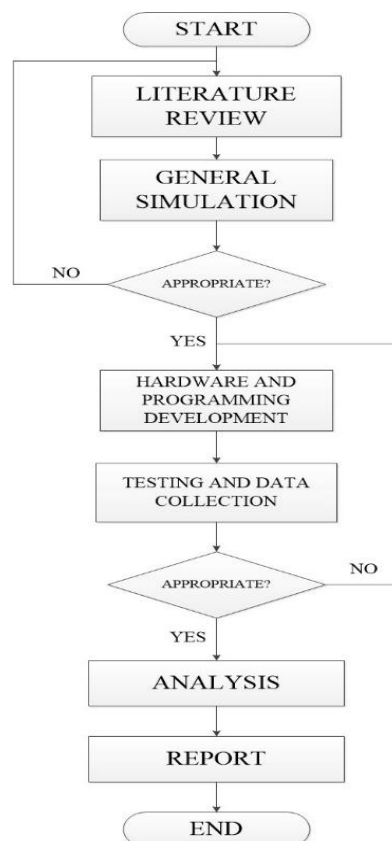 START
LITERATURE
REVIEW
GENERAL
SIMULATION
APPROPRIATE?
NO
YES
HARDWARE AND
PROGRAMMING
DEVELOPMENT
TESTING AND DATA
COLLECTION
APPROPRIATE?
NO
YES
ANALYSIS
REPORT
END